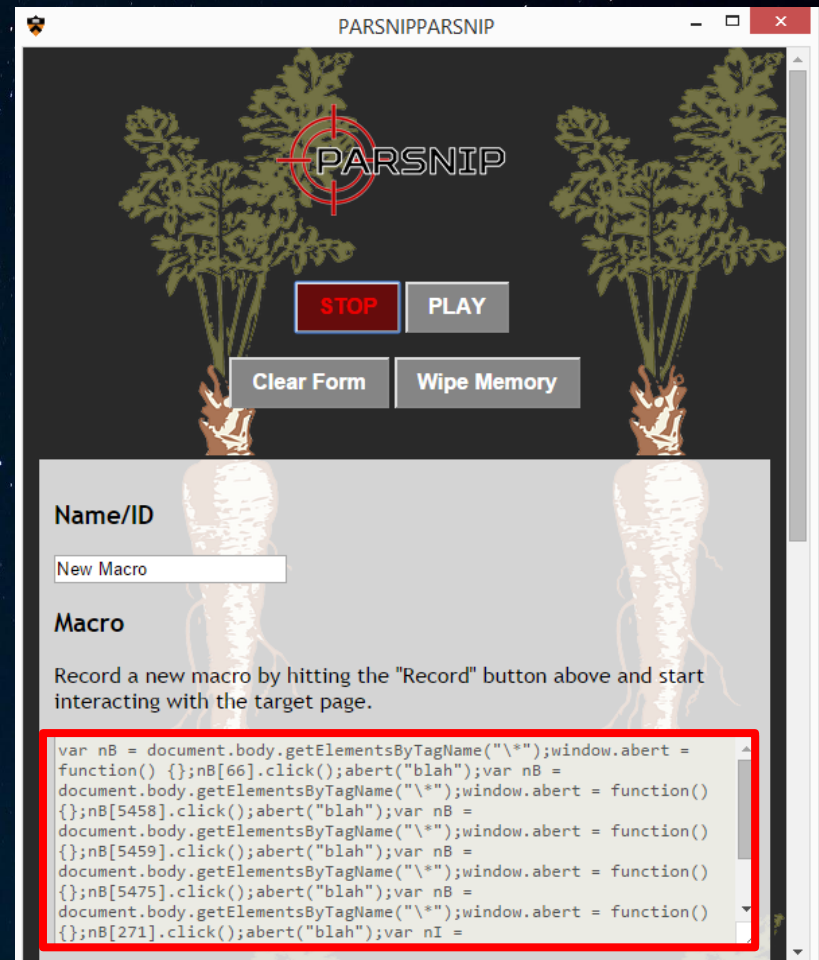 PARSNIPPARSNIP
PARSNIP
STOP
PLAY
Clear Form
Wipe Memory
Name/ID
New Macro
Macro
Record a new macro by hitting the "Record" button above and start
interacting with the target page.
var nB = document.body.getElementsByTagName("\*");window.abert =
function() {};nB[66].click();abert("blah");var nB =
document.body.getElementsByTagName("\*");window.abert = function()
{};nB[5458].click();abert("blah");var nB =
document.body.getElementsByTagName("\*");window.abert = function()
{};nB[5459].click();abert("blah");var nB =
document.body.getElementsByTagName("\*");window.abert = function()
{};nB[5475].click();abert("blah");var nB =
document.body.getElementsByTagName("\*");window.abert = function()
{};nB[271].click();abert("blah");var nI =